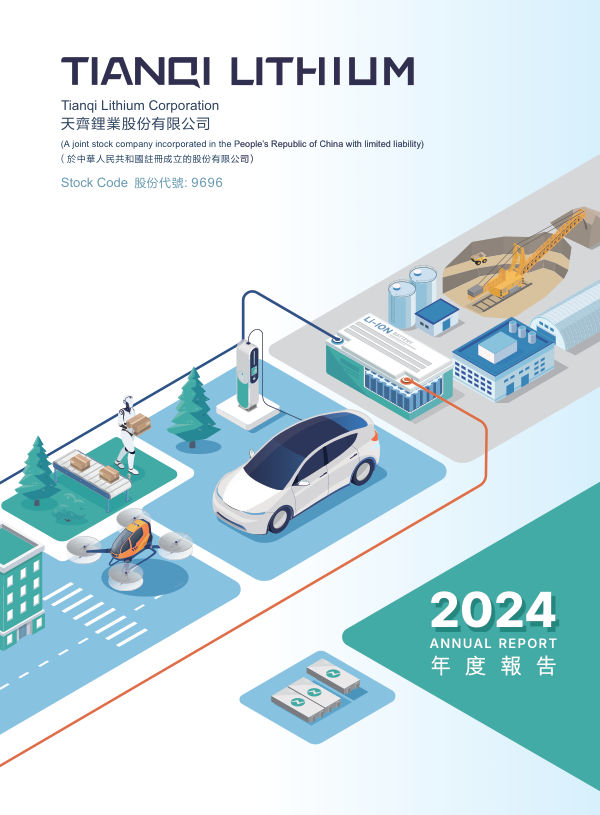 TIANQI LITHIUM
Tianqi Lithium Corporation
天齊鋰業股份有限公司
(A joint stock company incorporated in the People's Republic of China with limited liability)
(於中華人民共和國註冊成立的股份有限公司)
Stock Code 股份代號: 9696
LI-ION
BATTERY
2024
ANNUAL REPORT
年度報告